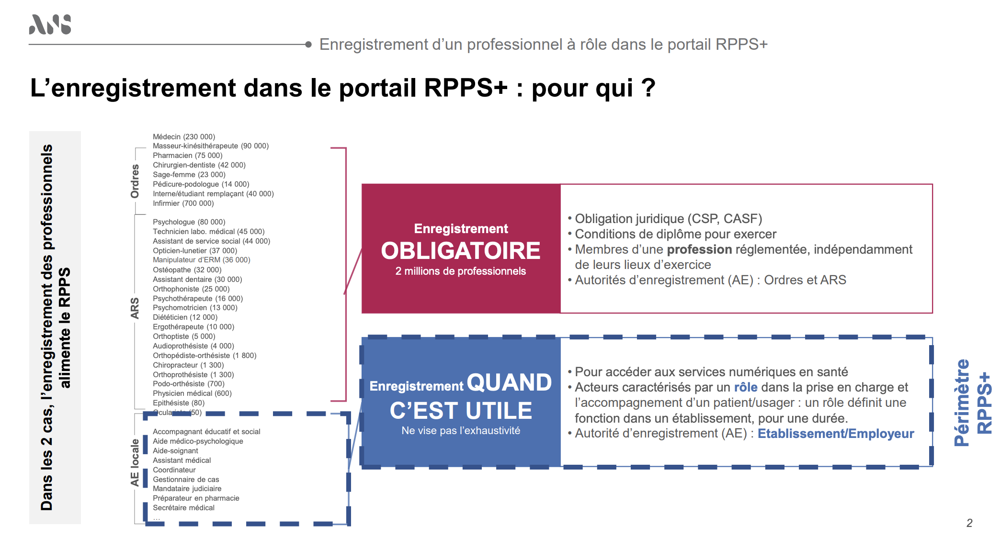 ANS
Enregistrement d’un professionnel à rôle dans le portail RPPS+
L’enregistrement dans le portail RPPS+ : pour qui ?
Dans les 2 cas, l’enregistrement des professionnels
alimente le RPPS
Ordres
Médecin (230 000)
Masseur-kinésithérapeute (90 000)
Pharmacien (75 000)
Chirurgien-dentiste (42 000)
Sage-femme (23 000)
Pédicure-podologue (14 000)
Interne/étudiant remplaçant (40 000)
Infirmier (700 000)
ARS
Psychologue (80 000)
Technicien labo. médical (45 000)
Assistant de service social (44 000)
Opticien-lunetier (37 000)
Manipulateur d’ERM (36 000)
Ostéopathe (32 000)
Assistant dentaire (30 000)
Orthophoniste (25 000)
Psychothérapeute (16 000)
Psychomotricien (13 000)
Diététicien (12 000)
Ergothérapeute (10 000)
Orthoptiste (5 000)
Audioprothésiste (4 000)
Orthopédiste-orthésiste (1 800)
Chiropracteur (1 300)
Orthoprothésiste (1 300)
Podo-orthésiste (700)
Physicien médical (600)
Epithésiste (80)
Oculariste (50)
AE locale
Accompagnant éducatif et social
Aide médico-psychologique
Aide-soignant
Assistant médical
Coordinateur
Gestionnaire de cas
Mandataire judiciaire
Préparateur en pharmacie
Secrétaire médical
…
Enregistrement
OBLIGATOIRE
2 millions de professionnels
• Obligation juridique (CSP, CASF)
• Conditions de diplôme pour exercer
• Membres d’une profession réglementée, indépendamment
de leurs lieux d’exercice
• Autorités d’enregistrement (AE) : Ordres et ARS
Enregistrement QUAND
C’EST UTILE
Ne vise pas l’exhaustivité
• Pour accéder aux services numériques en santé
• Acteurs caractérisés par un rôle dans la prise en charge et
l’accompagnement d’un patient/usager : un rôle définit une
fonction dans un établissement, pour une durée.
• Autorité d’enregistrement (AE) : Etablissement/Employeur
Périmètre
RPPS+
2